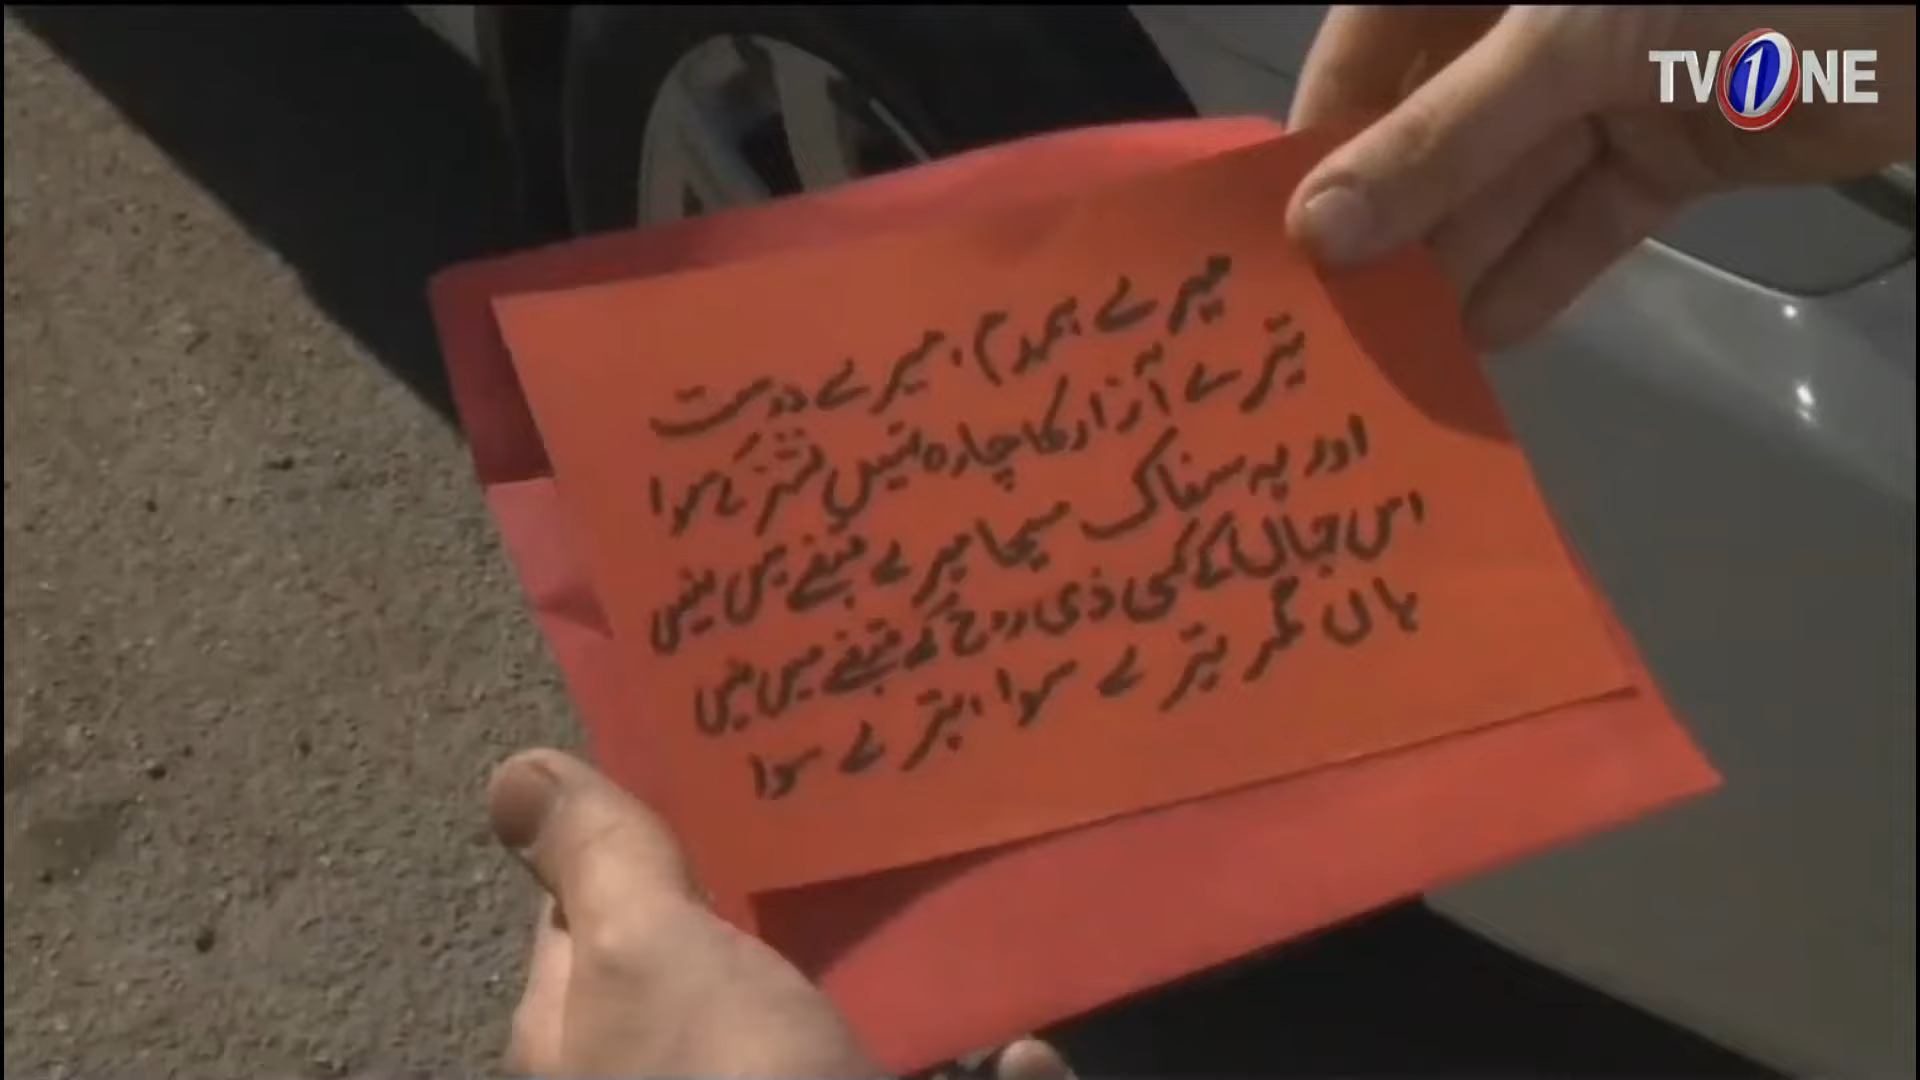 TV ONE
میرے ہمدم، میرے دوست
تیرے آزار کا چارہ نہیں نشتر کے سوا
اور یہ سفاک مسیحا میرے قبضے میں نہیں
اس جہاں کے کسی ذی روح کے قبضے میں نہیں
ہاں مگر تیرے سوا، تیرے سوا